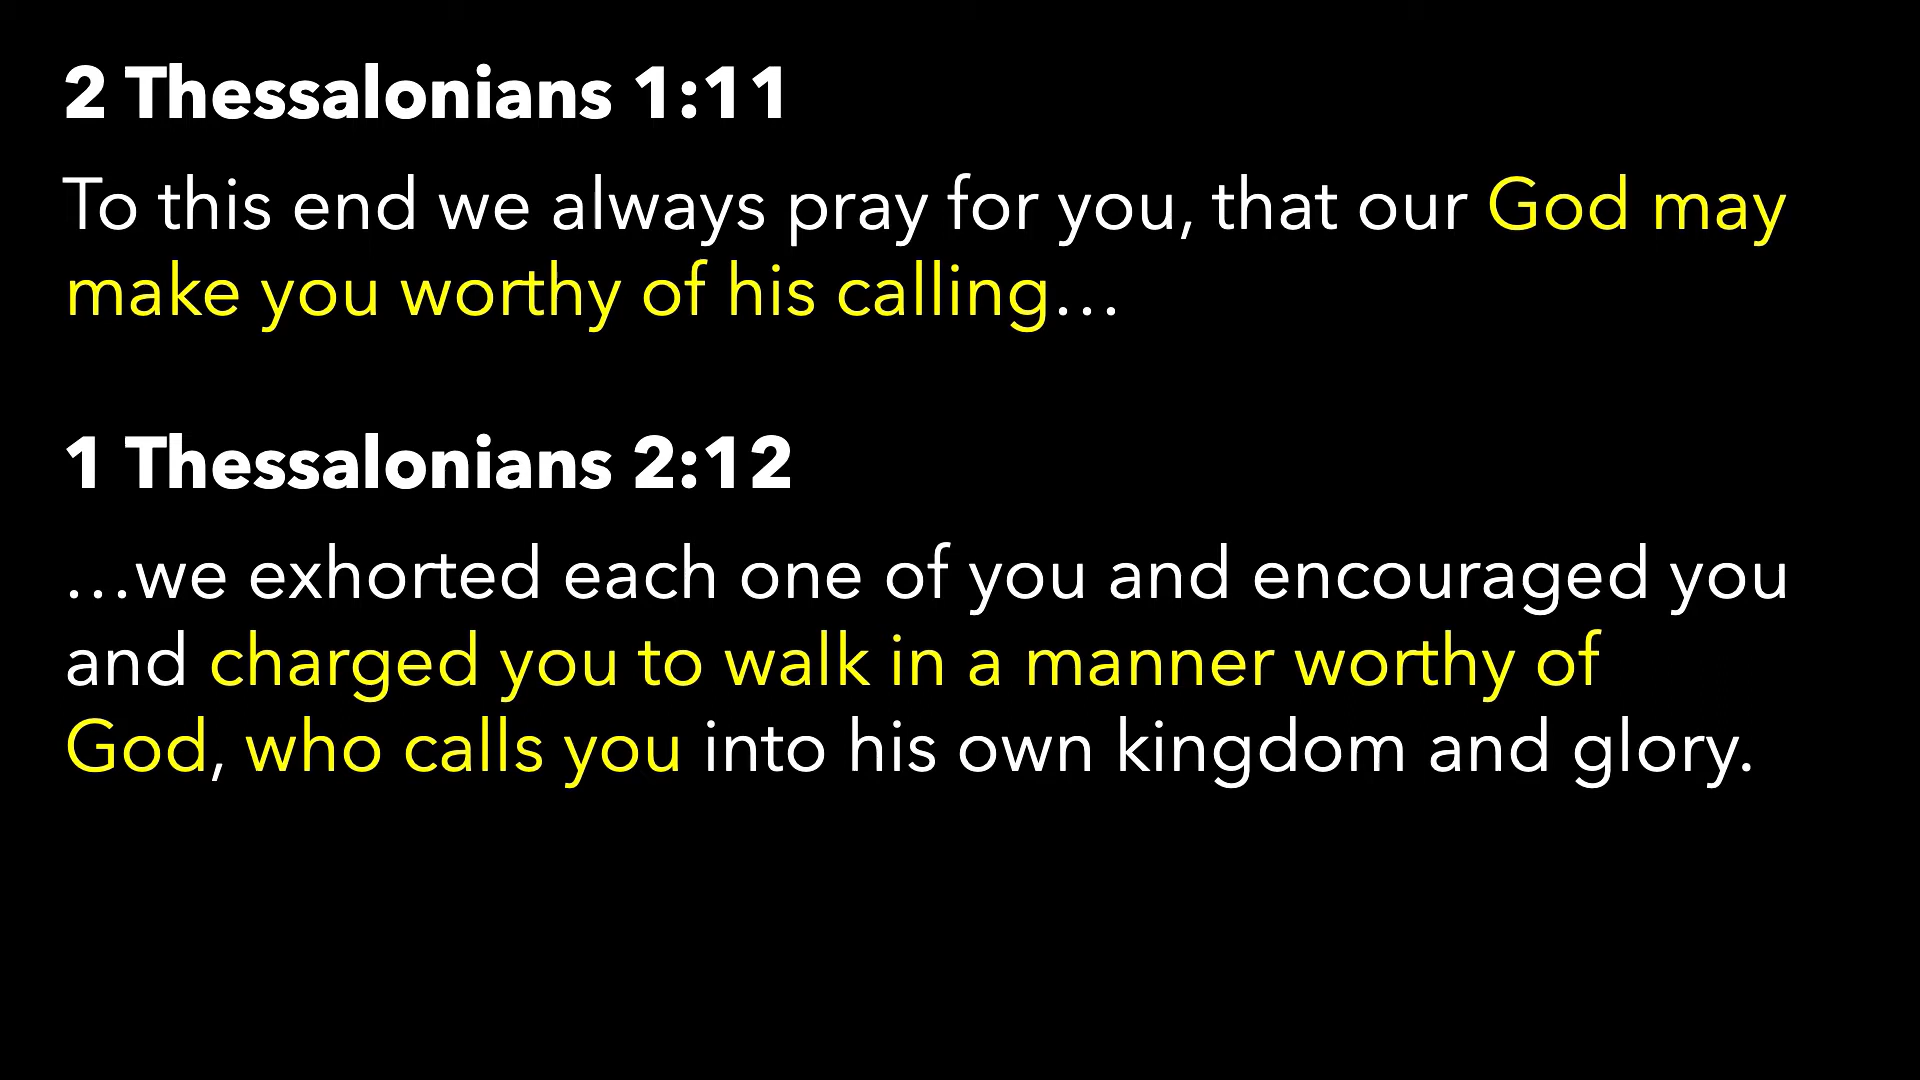 2 Thessalonians 1:11
To this end we always pray for you, that our God may
make you worthy of his calling…
1 Thessalonians 2:12
…we exhorted each one of you and encouraged you
and charged you to walk in a manner worthy of
God, who calls you into his own kingdom and glory.